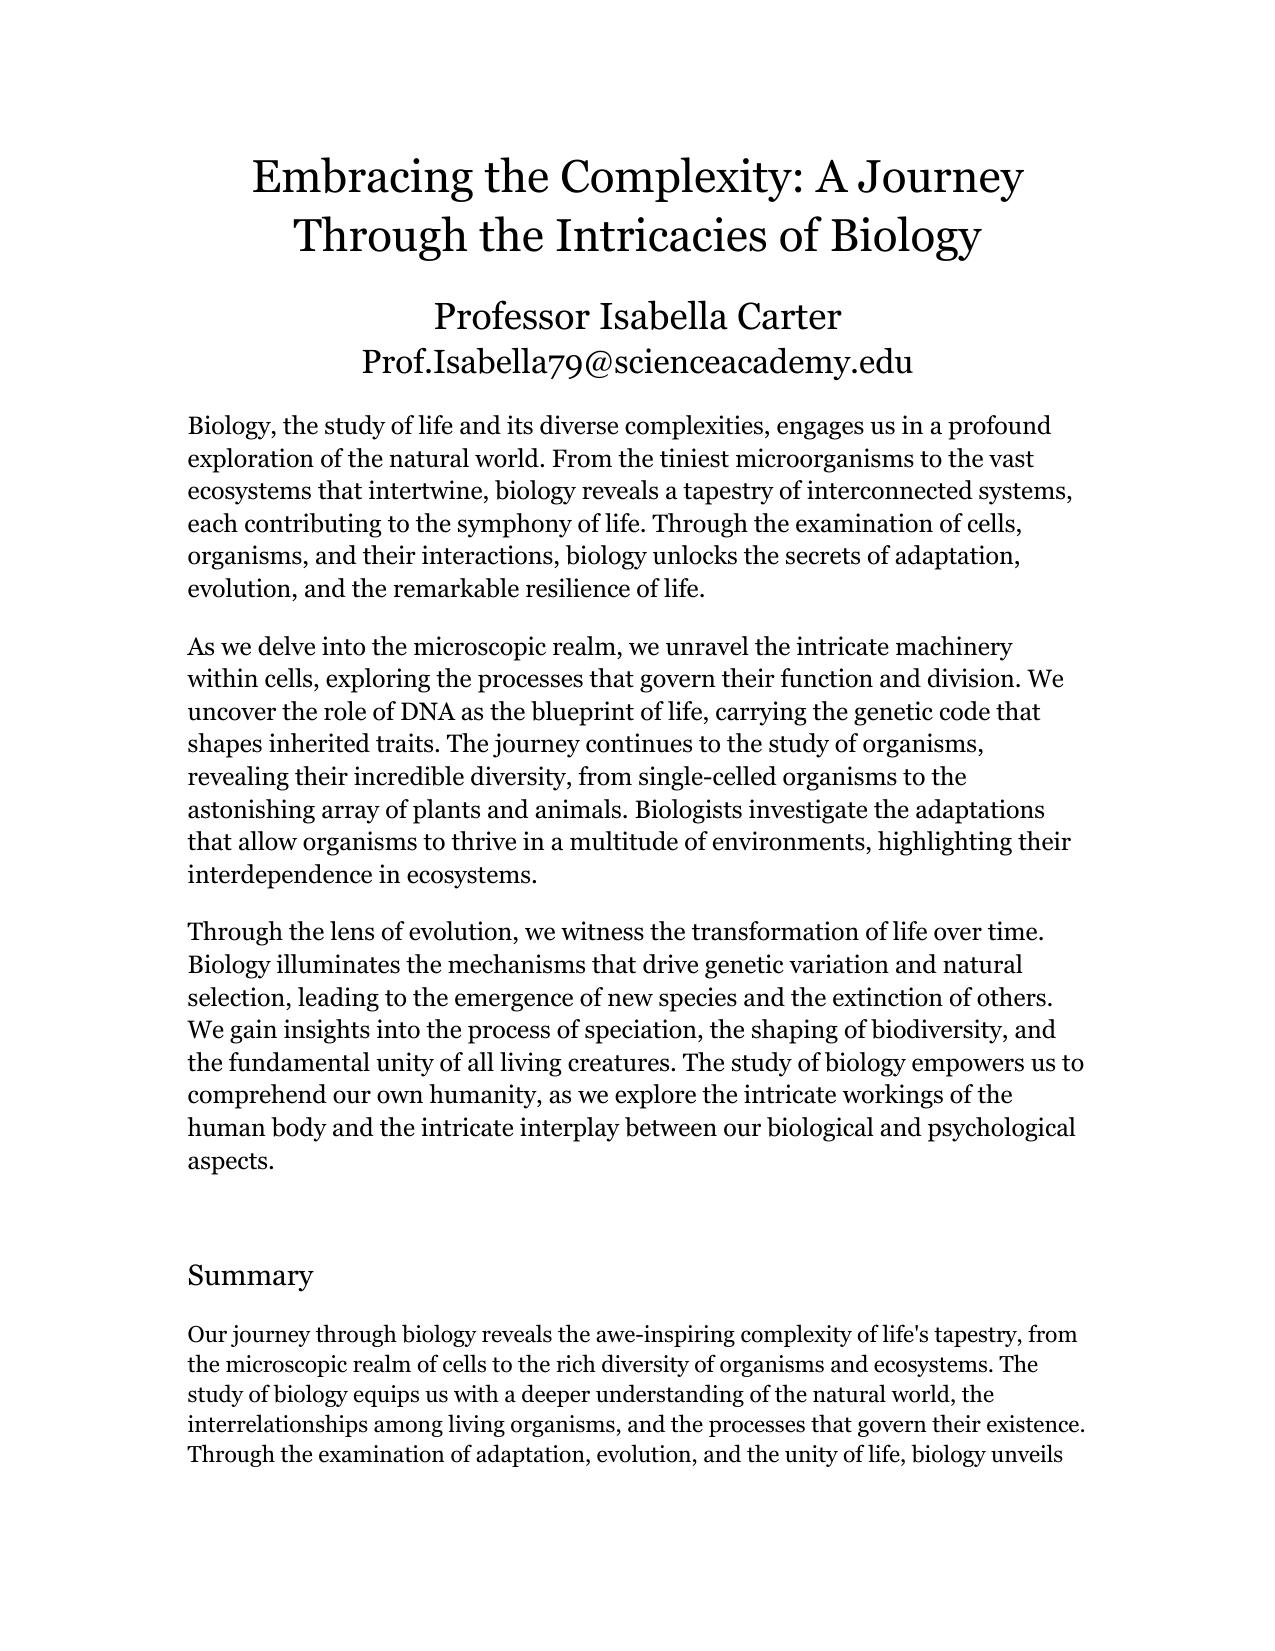 Embracing the Complexity: A Journey
Through the Intricacies of Biology
Professor Isabella Carter
Prof.Isabella79@scienceacademy.edu
Biology, the study of life and its diverse complexities, engages us in a profound
exploration of the natural world. From the tiniest microorganisms to the vast
ecosystems that intertwine, biology reveals a tapestry of interconnected systems,
each contributing to the symphony of life. Through the examination of cells,
organisms, and their interactions, biology unlocks the secrets of adaptation,
evolution, and the remarkable resilience of life.
As we delve into the microscopic realm, we unravel the intricate machinery
within cells, exploring the processes that govern their function and division. We
uncover the role of DNA as the blueprint of life, carrying the genetic code that
shapes inherited traits. The journey continues to the study of organisms,
revealing their incredible diversity, from single-celled organisms to the
astonishing array of plants and animals. Biologists investigate the adaptations
that allow organisms to thrive in a multitude of environments, highlighting their
interdependence in ecosystems.
Through the lens of evolution, we witness the transformation of life over time.
Biology illuminates the mechanisms that drive genetic variation and natural
selection, leading to the emergence of new species and the extinction of others.
We gain insights into the process of speciation, the shaping of biodiversity, and
the fundamental unity of all living creatures. The study of biology empowers us to
comprehend our own humanity, as we explore the intricate workings of the
human body and the intricate interplay between our biological and psychological
aspects.
Summary
Our journey through biology reveals the awe-inspiring complexity of life's tapestry, from
the microscopic realm of cells to the rich diversity of organisms and ecosystems. The
study of biology equips us with a deeper understanding of the natural world, the
interrelationships among living organisms, and the processes that govern their existence.
Through the examination of adaptation, evolution, and the unity of life, biology unveils